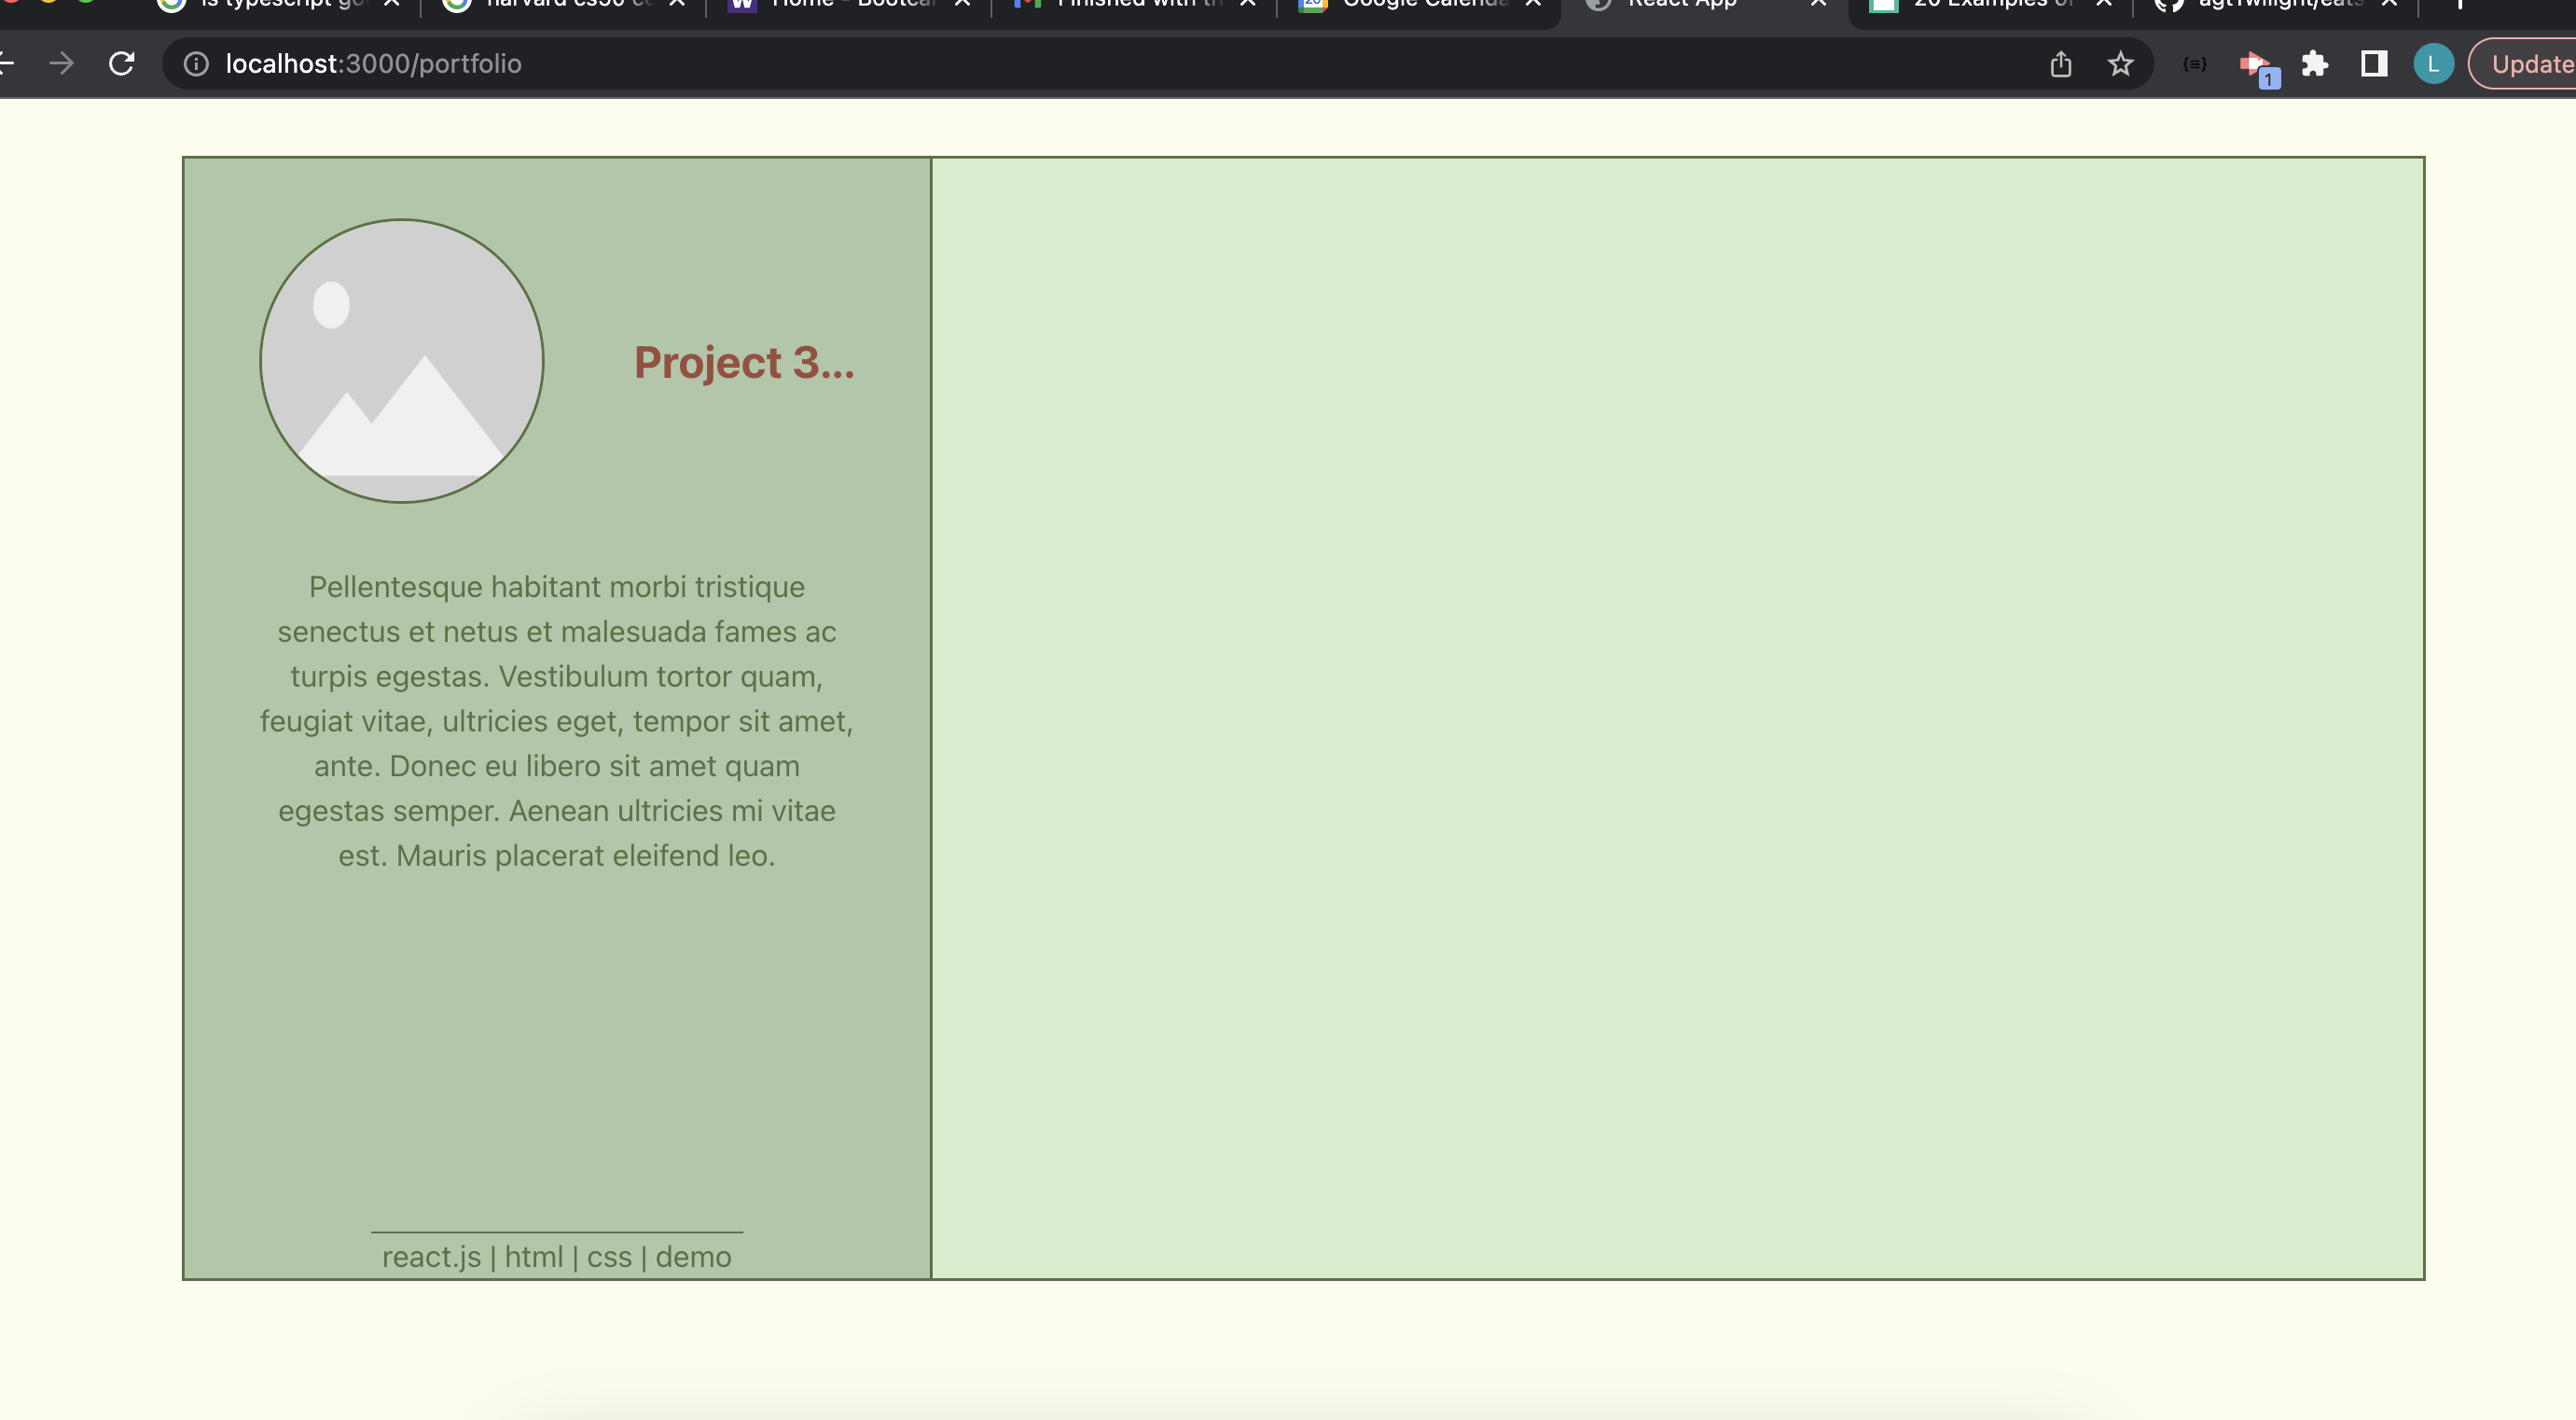 is typescript go
harvard cs50 c
Home - Bootca
Finished with th
Google Calenda
React App
20 Examples of
agtTwilight/eats
localhost:3000/portfolio
1
L
Update
Project 3...
Pellentesque habitant morbi tristique
senectus et netus et malesuada fames ac
turpis egestas. Vestibulum tortor quam,
feugiat vitae, ultricies eget, tempor sit amet,
ante. Donec eu libero sit amet quam
egestas semper. Aenean ultricies mi vitae
est. Mauris placerat eleifend leo.
react.js | html | css | demo